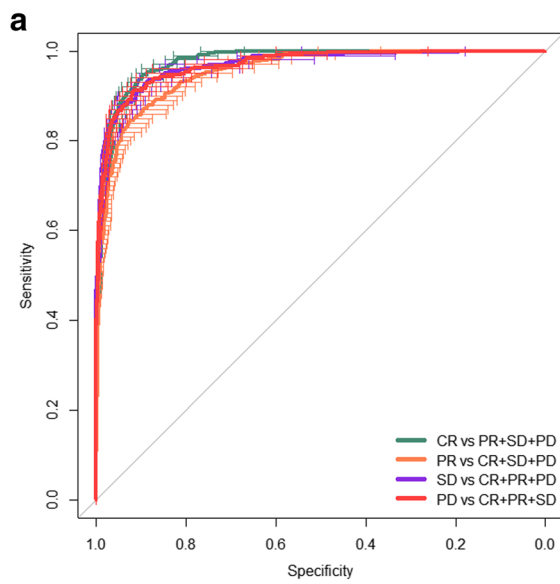 a
1.0
0.8
0.6
0.4
0.2
0.0
Sensitivity
CR vs PR+SD+PD
PR vs CR+SD+PD
SD vs CR+PR+PD
PD vs CR+PR+SD
1.0 0.8 0.6 0.4 0.2 0.0
Specificity